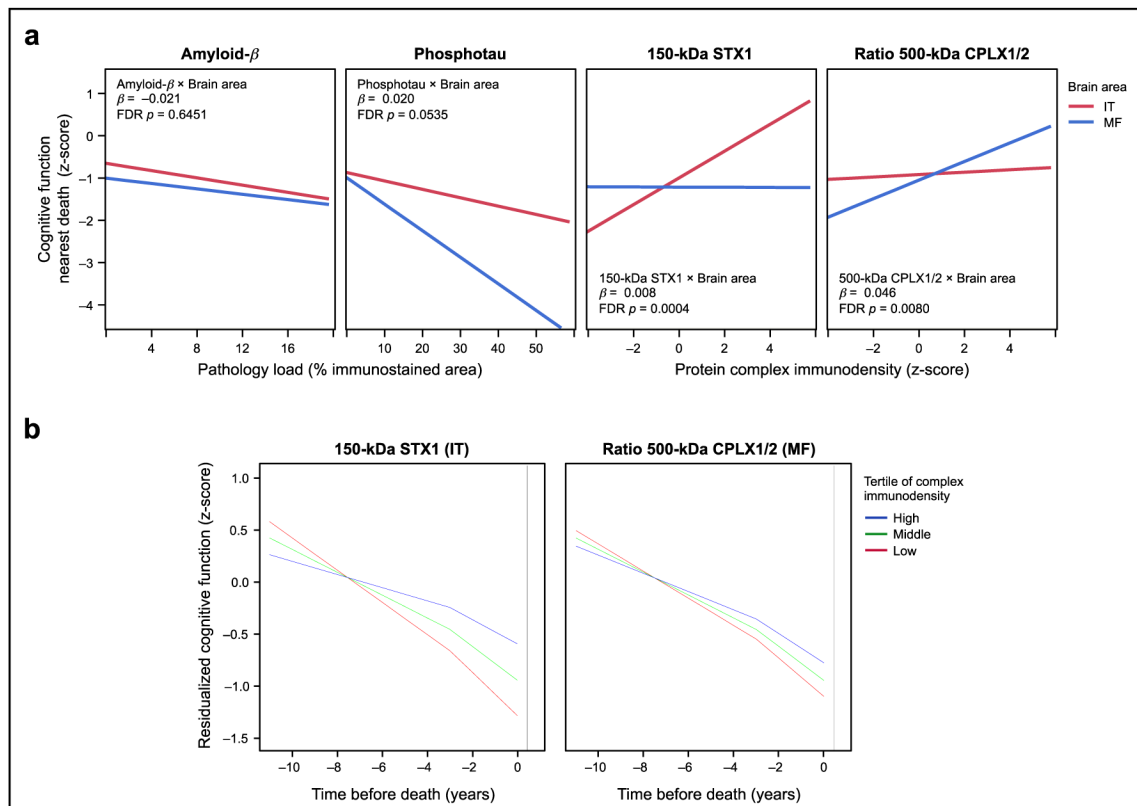 a
Amyloid-β
Phosphotau
150-kDa STX1
Ratio 500-kDa CPLX1/2
Amyloid-β × Brain area
β = –0.021
FDR p = 0.6451
Phosphotau × Brain area
β = 0.020
FDR p = 0.0535
150-kDa STX1 × Brain area
β = 0.008
FDR p = 0.0004
500-kDa CPLX1/2 × Brain area
β = 0.046
FDR p = 0.0080
Brain area
IT
MF
Cognitive function
nearest death (z-score)
1
0
–1
–2
–3
–4
4 8 12 16
10 20 30 40 50
–2 0 2 4
–2 0 2 4
Pathology load (% immunostained area)
Protein complex immunodensity (z-score)
b
150-kDa STX1 (IT)
Ratio 500-kDa CPLX1/2 (MF)
Tertile of complex
immunodensity
High
Middle
Low
Residualized cognitive function (z-score)
1.0
0.5
0.0
–0.5
–1.0
–1.5
–10 –8 –6 –4 –2 0
–10 –8 –6 –4 –2 0
Time before death (years)
Time before death (years)